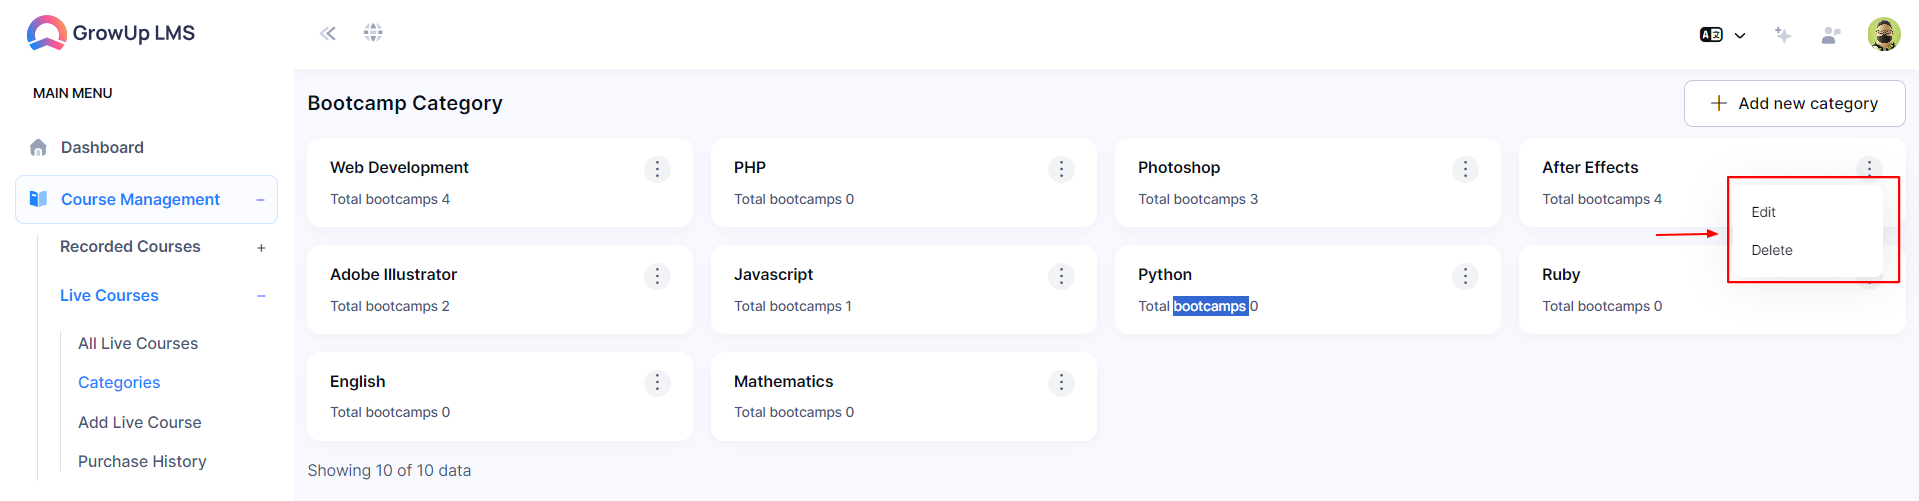 GrowUp LMS
MAIN MENU
Dashboard
Course Management
Recorded Courses
Live Courses
All Live Courses
Categories
Add Live Course
Purchase History
Bootcamp Category
Add new category
Web Development
Total bootcamps 4
PHP
Total bootcamps 0
Photoshop
Total bootcamps 3
After Effects
Total bootcamps 4
Edit
Delete
Adobe Illustrator
Total bootcamps 2
Javascript
Total bootcamps 1
Python
Total bootcamps 0
Ruby
Total bootcamps 0
English
Total bootcamps 0
Mathematics
Total bootcamps 0
Showing 10 of 10 data